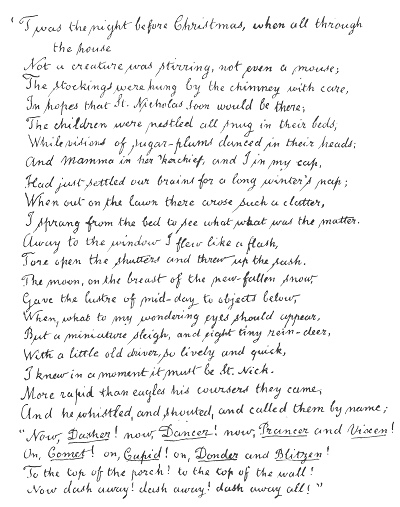 'Twas the night before Christmas, when all through
the house
Not a creature was stirring, not even a mouse;
The stockings were hung by the chimney with care,
In hopes that St. Nicholas soon would be there;
The children were nestled all snug in their beds,
While visions of sugar-plums danced in their heads;
And Mamma in her 'kerchief, and I in my cap,
Had just settled our brains for a long winter's nap;
When out on the lawn there arose such a clatter,
I sprang from the bed to see what was the matter.
Away to the window I flew like a flash,
Tore open the shutters and threw up the sash.
The moon, on the breast of the new-fallen snow,
Gave the lustre of mid-day to objects below,
When, what to my wondering eyes should appear,
But a miniature sleigh, and eight tiny rein-deer,
With a little old driver, so lively and quick,
I knew in a moment it must be St. Nick.
More rapid than eagles his coursers they came,
And he whistled, and shouted, and called them by name;
"Now, Dasher! now, Dancer! now, Prancer and Vixen!
On, Comet! on, Cupid! on, Donder and Blitzen!
To the top of the porch! to the top of the wall!
Now dash away! dash away! dash away all!"